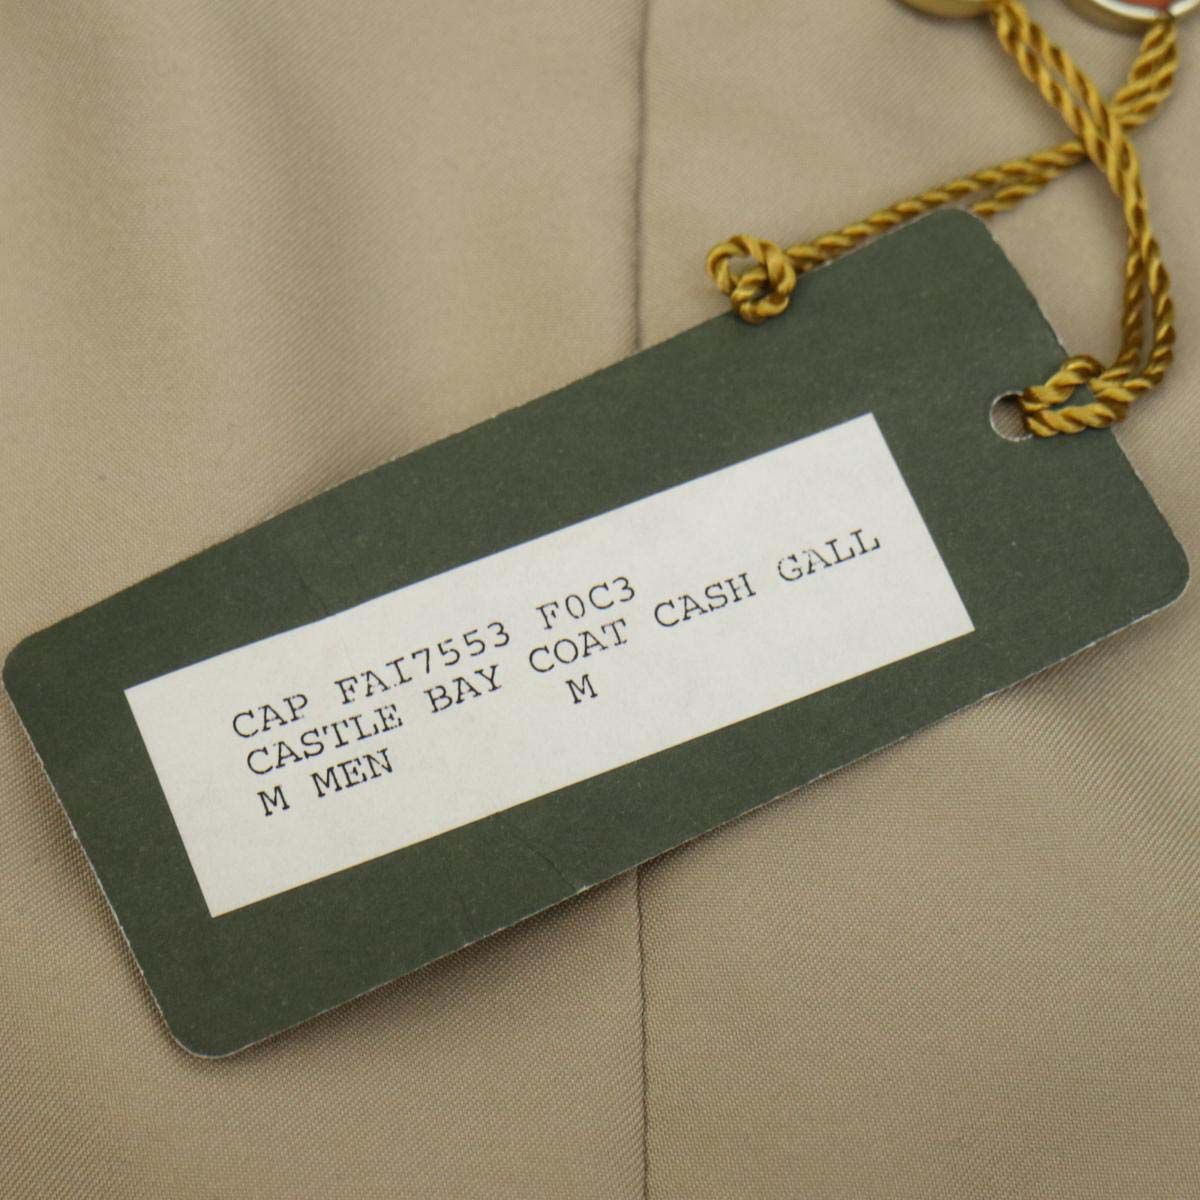 CAP FAI7553 F0C3
CASTLE BAY COAT CASH GALL
M MEN M